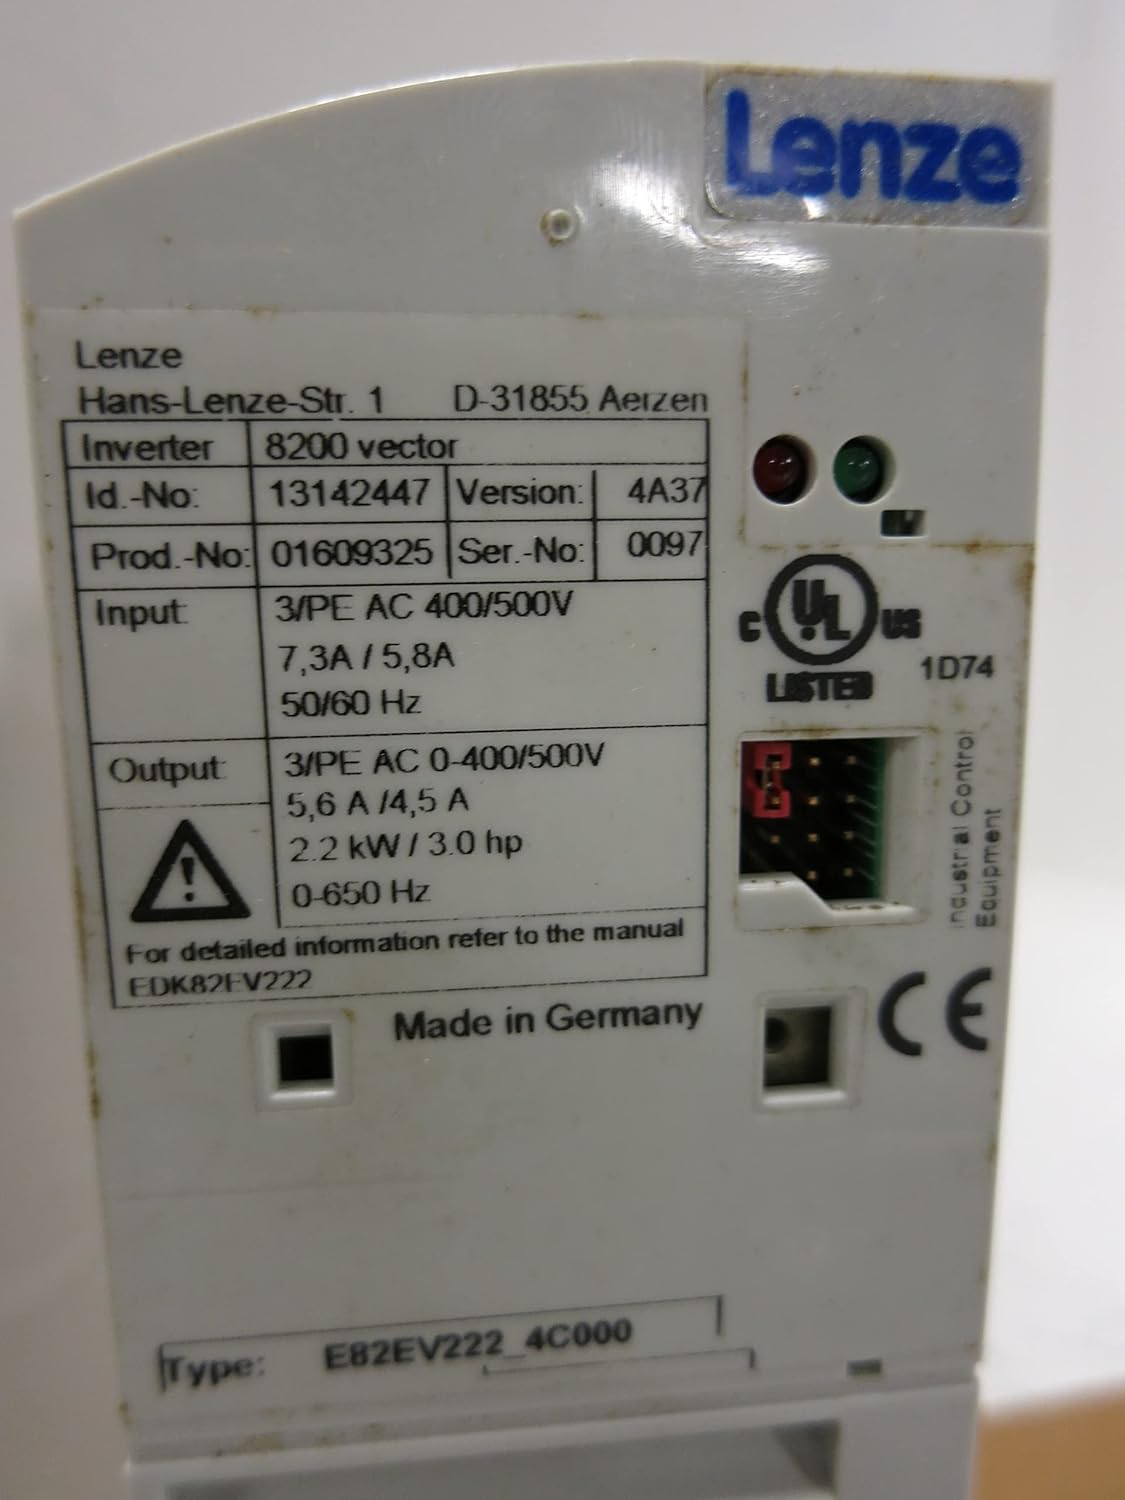 Lenze
Lenze
Hans-Lenze-Str. 1 D-31855 Aerzen
Inverter 8200 vector
Id.-No: 13142447 Version: 4A37
Prod.-No: 01609325 Ser.-No: 0097
Input: 3/PE AC 400/500V
7,3A / 5,8A
50/60 Hz
Output: 3/PE AC 0-400/500V
5,6 A /4,5 A
2.2 kW / 3.0 hp
0-650 Hz
For detailed information refer to the manual
EDK82EV222
Made in Germany
C UL US
LISTED
1D74
Industrial Control
Equipment
CE
Type: E82EV222_4C000